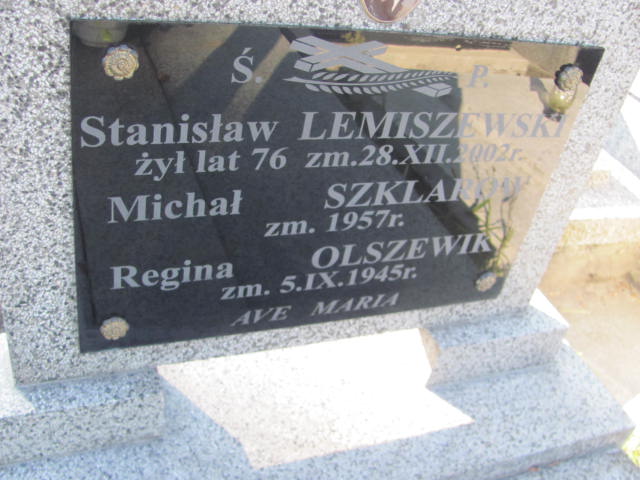 Ś. P.
Stanisław LEMISZEWSKI
żył lat 76 zm. 28.XII.2002r.
Michał SZKLAROW
zm. 1957r.
Regina OLSZEWIK
zm. 5.IX.1945r.
AVE MARIA